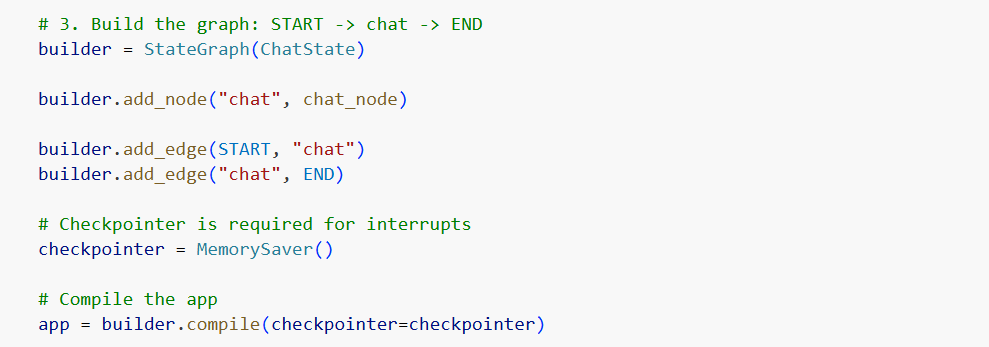 # 3. Build the graph: START -> chat -> END
builder = StateGraph(ChatState)
builder.add_node("chat", chat_node)
builder.add_edge(START, "chat")
builder.add_edge("chat", END)
# Checkpointer is required for interrupts
checkpointer = MemorySaver()
# Compile the app
app = builder.compile(checkpointer=checkpointer)